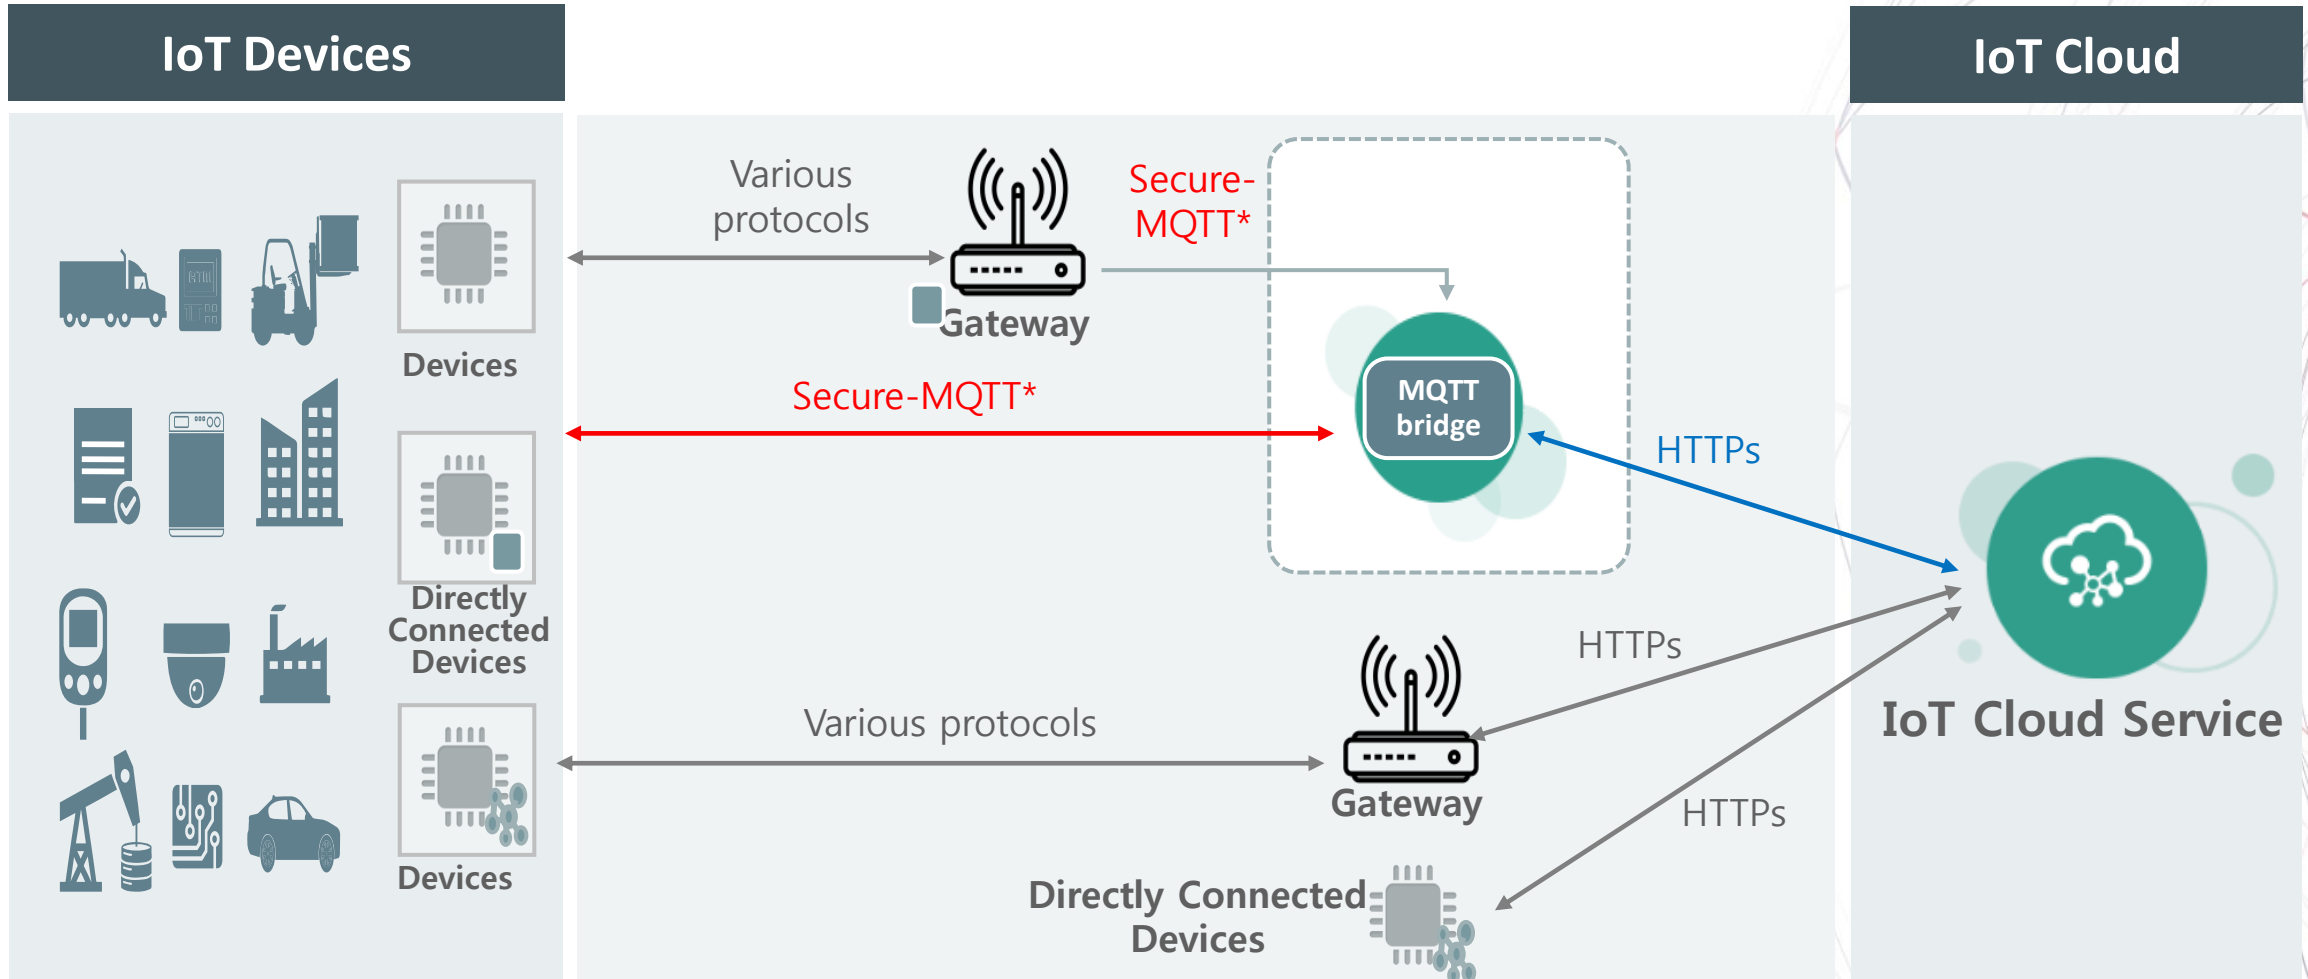 IoT Devices
IoT Cloud
Various
protocols
Secure-
MQTT*
ATM
Gateway
Devices
MQTT
bridge
Secure-MQTT*
HTTPs
Directly
Connected
Devices
HTTPs
Various protocols
IoT Cloud Service
Gateway
HTTPs
Devices
Directly Connected
Devices